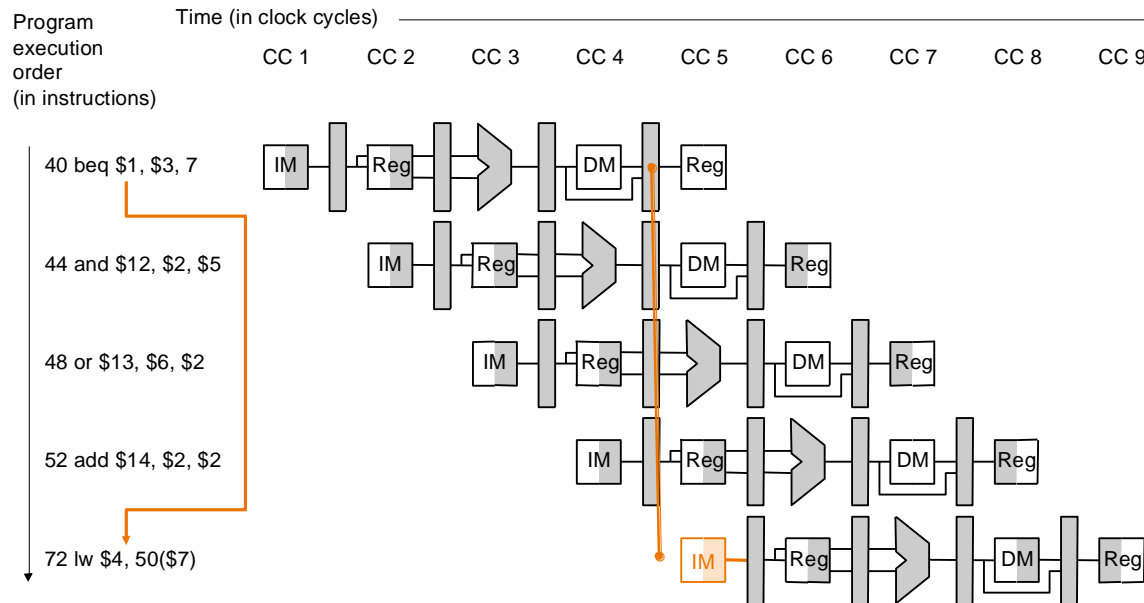 Program
execution
order
(in instructions)
Time (in clock cycles)
CC 1 CC 2 CC 3 CC 4 CC 5 CC 6 CC 7 CC 8 CC 9
40 beq $1, $3, 7
IM Reg DM Reg
44 and $12, $2, $5
IM Reg DM Reg
48 or $13, $6, $2
IM Reg DM Reg
52 add $14, $2, $2
IM Reg DM Reg
72 lw $4, 50($7)
IM Reg DM Reg